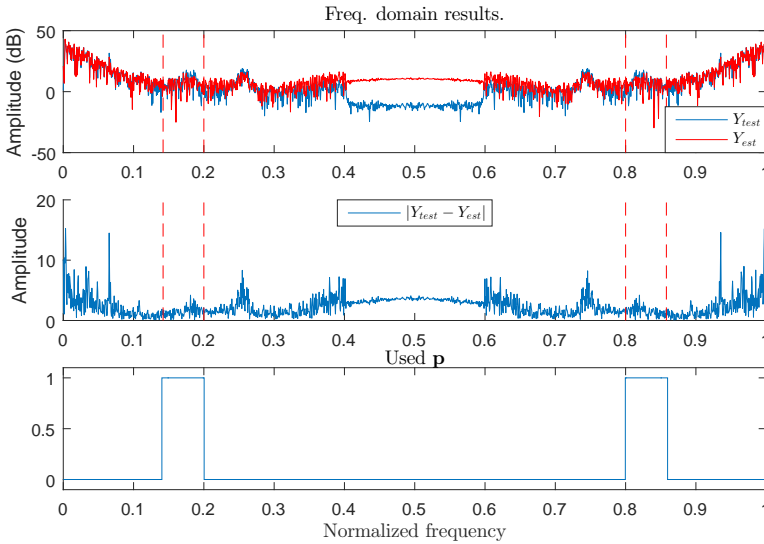 Freq. domain results.
Amplitude (dB)
50
0
-50
0 0.1 0.2 0.3 0.4 0.5 0.6 0.7 0.8 0.9 1
Y_test
Y_est
Amplitude
20
10
0
|Y_test − Y_est|
0 0.1 0.2 0.3 0.4 0.5 0.6 0.7 0.8 0.9 1
Used p
1
0.5
0
0 0.1 0.2 0.3 0.4 0.5 0.6 0.7 0.8 0.9 1
Normalized frequency